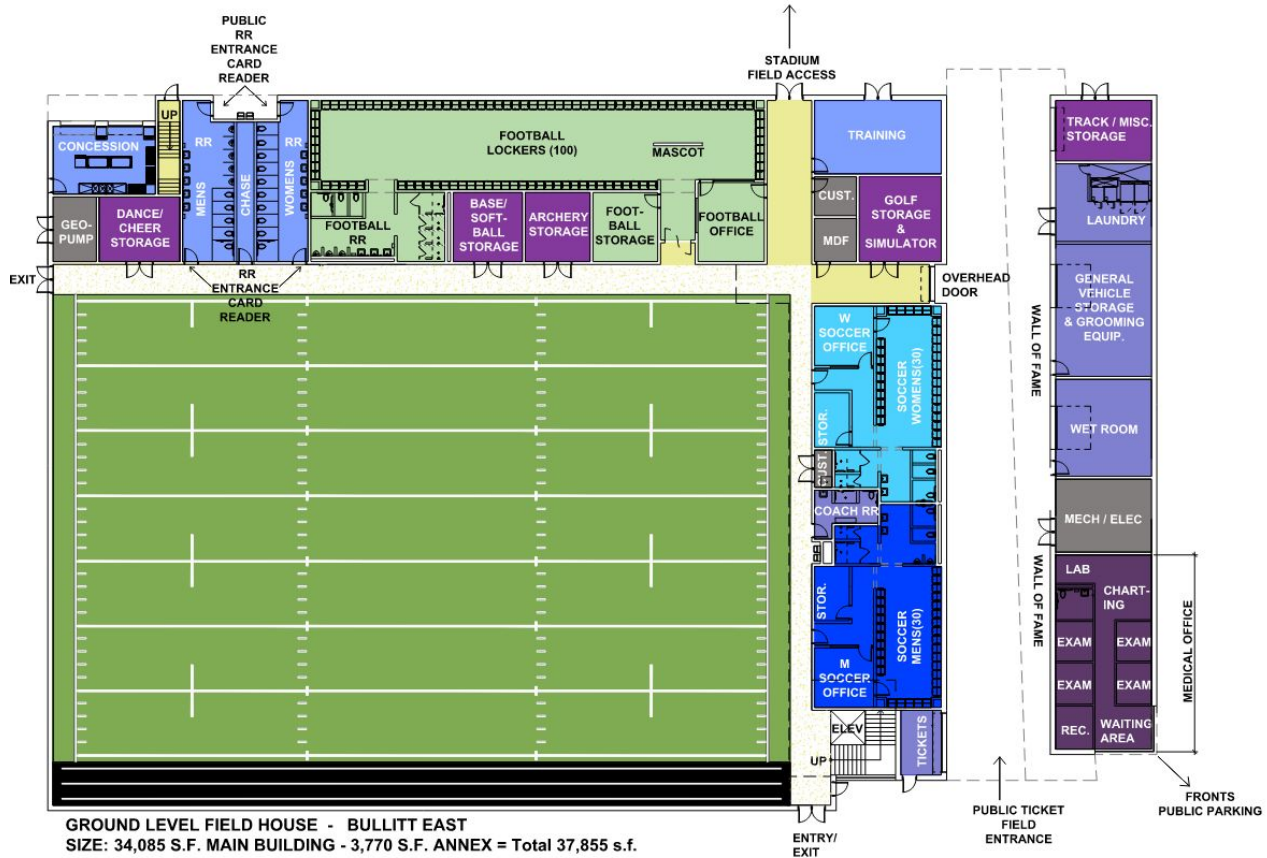 PUBLIC
RR
ENTRANCE
CARD
READER
STADIUM
FIELD ACCESS
UP
CONCESSION
RR
MENS
CHASE
RR
WOMENS
FOOTBALL
LOCKERS (100)
MASCOT
TRAINING
TRACK / MISC.
STORAGE
GEO-
PUMP
DANCE/
CHEER
STORAGE
FOOTBALL
RR
BASE/
SOFT-
BALL
STORAGE
ARCHERY
STORAGE
FOOT-
BALL
STORAGE
FOOTBALL
OFFICE
CUST.
MDF
GOLF
STORAGE
&
SIMULATOR
LAUNDRY
EXIT
RR
ENTRANCE
CARD
READER
OVERHEAD
DOOR
GENERAL
VEHICLE
STORAGE
& GROOMING
EQUIP.
WALL OF FAME
W
SOCCER
OFFICE
SOCCER
WOMENS(30)
STOR.
CUST.
WET ROOM
COACH RR
MECH / ELEC
WALL OF FAME
STOR.
SOCCER
MENS(30)
M
SOCCER
OFFICE
LAB
CHART-
ING
EXAM
EXAM
EXAM
EXAM
REC.
WAITING
AREA
MEDICAL OFFICE
ELEV
UP
TICKETS
PUBLIC TICKET
FIELD
ENTRANCE
FRONTS
PUBLIC PARKING
ENTRY/
EXIT
GROUND LEVEL FIELD HOUSE - BULLITT EAST
SIZE: 34,085 S.F. MAIN BUILDING - 3,770 S.F. ANNEX = Total 37,855 s.f.